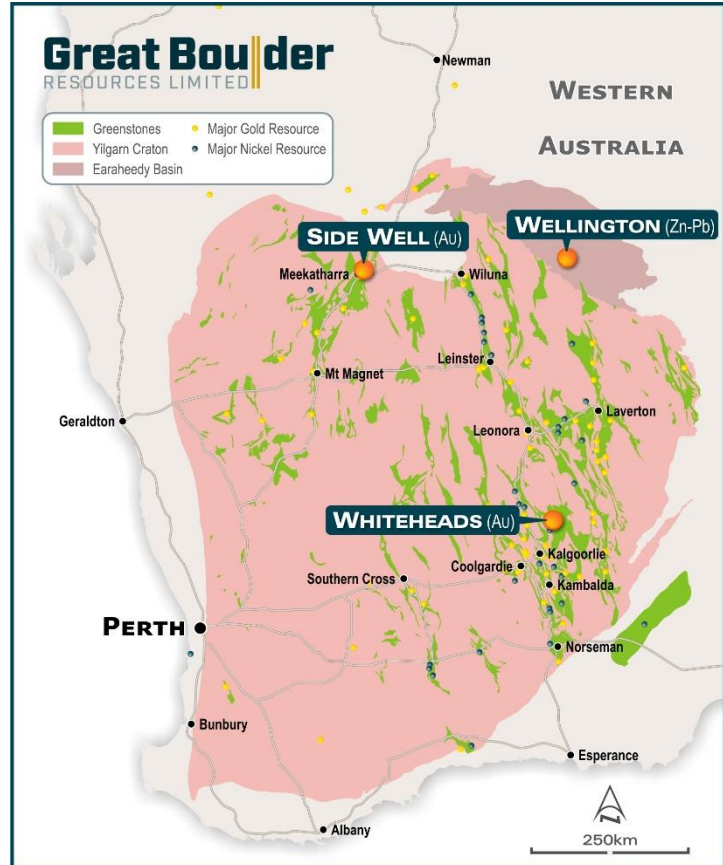 Great Boulder
RESOURCES LIMITED
Greenstones
Yilgarn Craton
Earaheedy Basin
Major Gold Resource
Major Nickel Resource
Newman
WESTERN
AUSTRALIA
SIDE WELL (Au)
WELLINGTON (Zn-Pb)
Meekatharra
Wiluna
Leinster
Mt Magnet
Geraldton
Laverton
Leonora
WHITEHEADS (Au)
Kalgoorlie
Coolgardie
Southern Cross
Kambalda
PERTH
Norseman
Bunbury
Esperance
Albany
N
250km